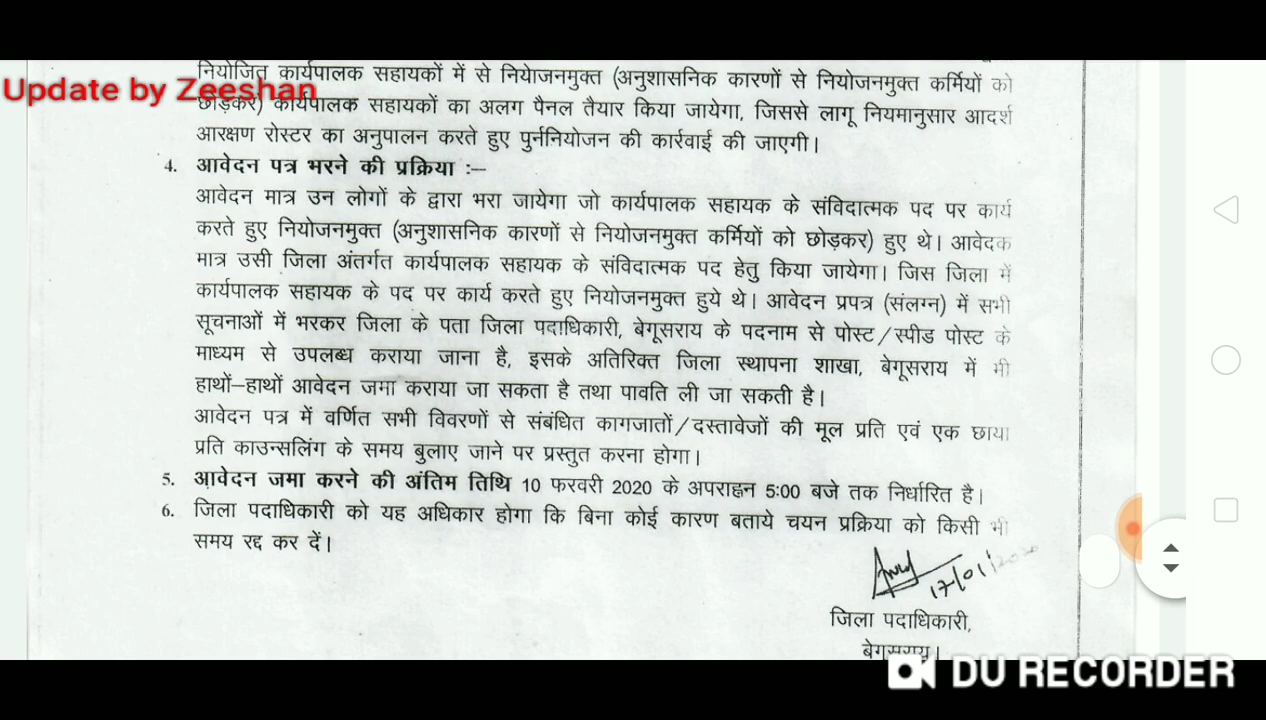 नियोजित कार्यपालक सहायकों में से नियोजनमुक्त (अनुशासनिक कारणों से नियोजनमुक्त कर्मियों को
Update by Zeeshan
छोड़कर) कार्यपालक सहायकों का अलग पैनल तैयार किया जायेगा, जिससे लागू नियमानुसार आदर्श
आरक्षण रोस्टर का अनुपालन करते हुए पुर्ननियोजन की कार्रवाई की जाएगी।
4. आवेदन पत्र भरने की प्रक्रिया :–
आवेदन मात्र उन लोगों के द्वारा भरा जायेगा जो कार्यपालक सहायक के संविदात्मक पद पर कार्य
करते हुए नियोजनमुक्त (अनुशासनिक कारणों से नियोजनमुक्त कर्मियों को छोड़कर) हुए थे। आवेदक
मात्र उसी जिला अंतर्गत कार्यपालक सहायक के संविदात्मक पद हेतु किया जायेगा। जिस जिला में
कार्यपालक सहायक के पद पर कार्य करते हुए नियोजनमुक्त हुये थे। आवेदन प्रपत्र (संलग्न) में सभी
सूचनाओं में भरकर जिला के पता जिला पदाधिकारी, बेगूसराय के पदनाम से पोस्ट/स्पीड पोस्ट के
माध्यम से उपलब्ध कराया जाना है, इसके अतिरिक्त जिला स्थापना शाखा, बेगूसराय में भी
हाथों–हाथों आवेदन जमा कराया जा सकता है तथा पावति ली जा सकती है।
आवेदन पत्र में वर्णित सभी विवरणों से संबंधित कागजातों/दस्तावेजों की मूल प्रति एवं एक छाया
प्रति काउन्सलिंग के समय बुलाए जाने पर प्रस्तुत करना होगा।
5. आवेदन जमा करने की अंतिम तिथि 10 फरवरी 2020 के अपराह्न 5:00 बजे तक निर्धारित है।
6. जिला पदाधिकारी को यह अधिकार होगा कि बिना कोई कारण बताये चयन प्रक्रिया को किसी भी
समय रद्द कर दें।
17/01/2020
जिला पदाधिकारी,
बेगूसराय।
DU RECORDER